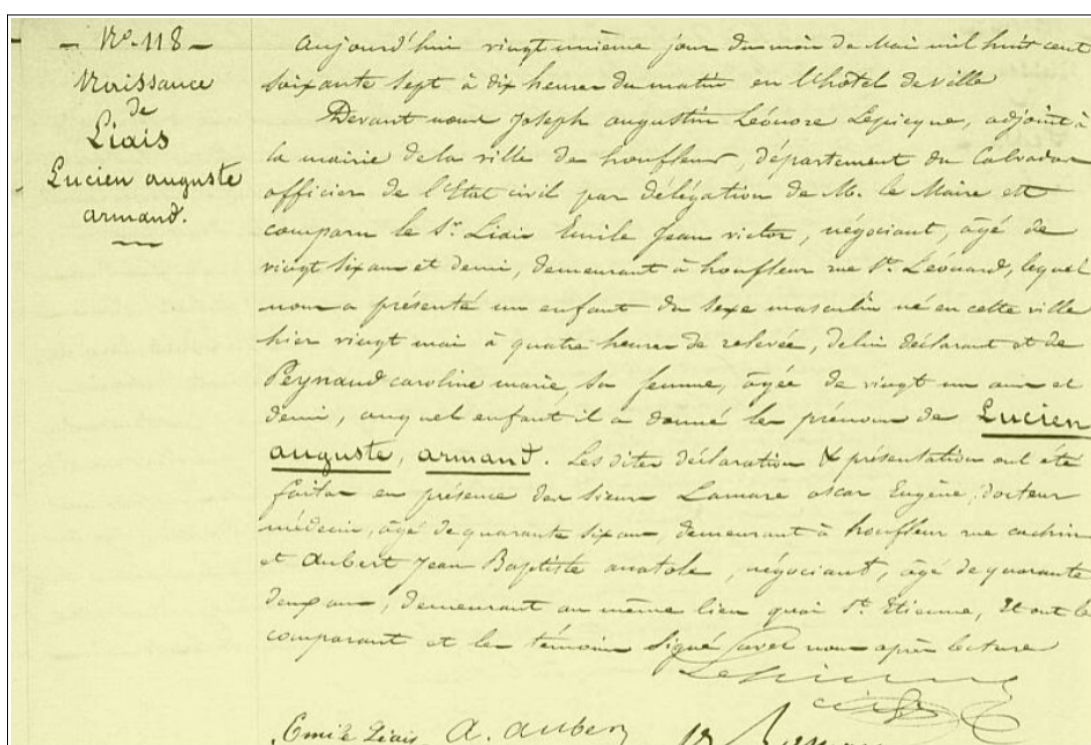 - No. 118 -
Naissance
de
Liais
Lucien auguste
armand.
aujourd'hui vingt unième jour du mois de Mai mil huit cent
soixante sept à dix heures du matin en l'hôtel de ville
Devant nous Joseph augustin Léonore Lepicque, adjoint à
la mairie de la ville de honfleur, département du Calvados
officier de l'Etat civil par délégation de M. le Maire est
comparu le Sr. Liais Emile Jean victor, négociant, âgé de
vingt six ans et demi, demeurant à honfleur rue St. Léonard, lequel
nous a présenté un enfant du sexe masculin né en cette ville
hier vingt mai à quatre heures de relevée, de lui déclarant et de
Peynaud caroline marie, sa femme, âgée de vingt un ans et
demi, auquel enfant il a donné les prénoms de Lucien
auguste, armand. Les dites déclaration & présentation ont été
faites en présence des sieurs Lamare oscar Eugène, docteur
médecin, âgé de quarante six ans, demeurant à honfleur rue cachin
et Aubert Jean Baptiste anatole, négociant, âgé de quarante
deux ans, demeurant au même lieu quai St. Etienne, Et ont le
comparant et les témoins signé avec nous après lecture
Emile Liais A. aubert